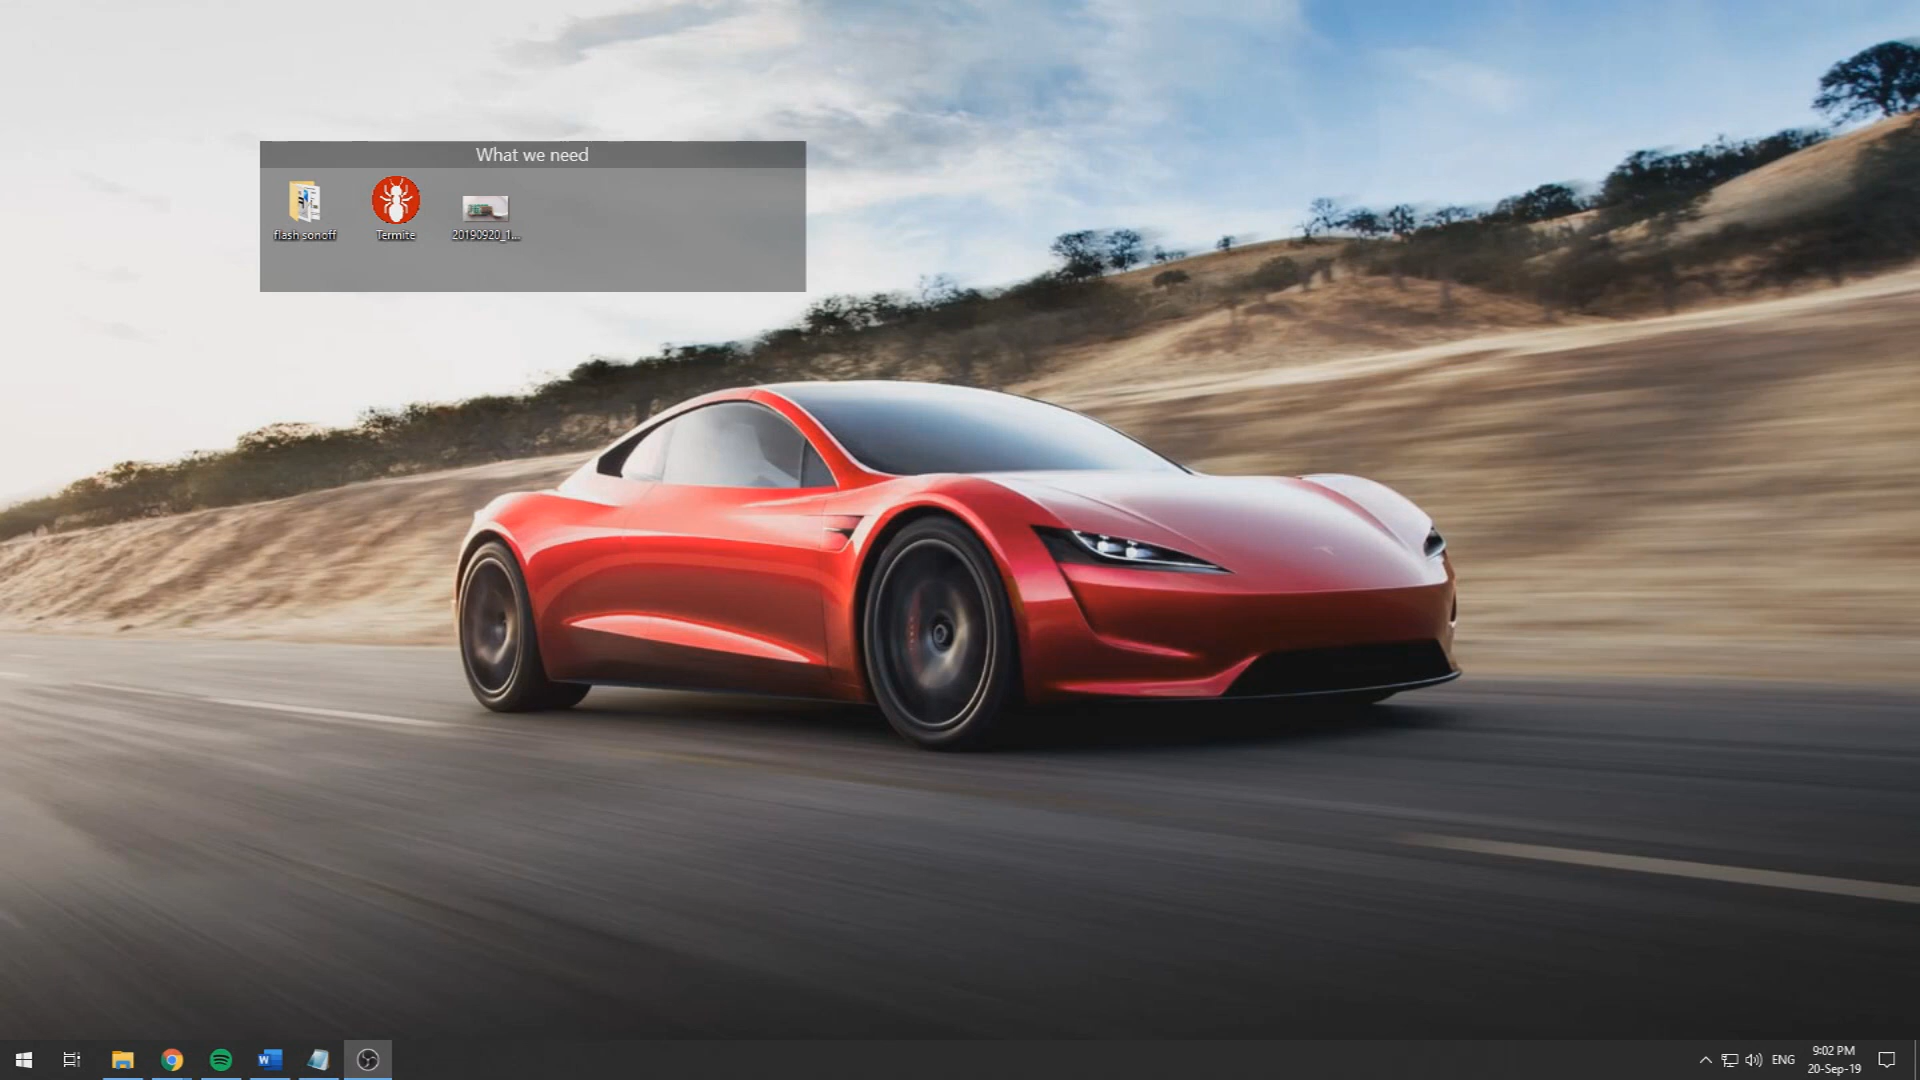 What we need
flash sonoff
Termite
20190920_1...
ENG
9:02 PM
20-Sep-19